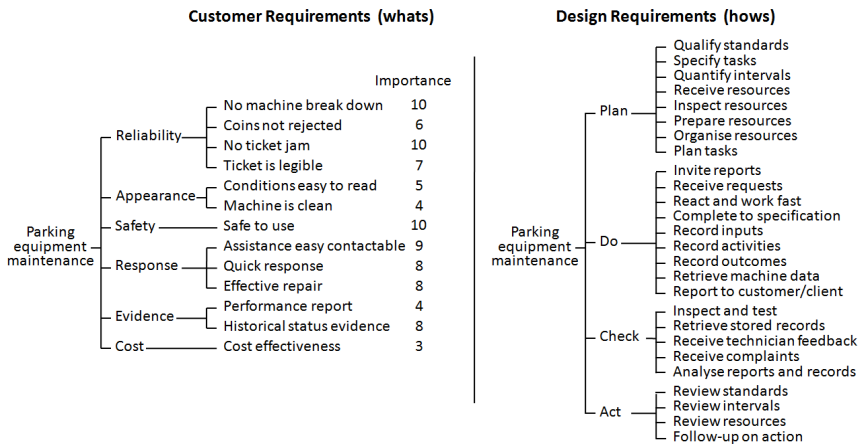 Customer Requirements (whats)
Importance
Parking
equipment
maintenance
Reliability
No machine break down 10
Coins not rejected 6
No ticket jam 10
Ticket is legible 7
Appearance
Conditions easy to read 5
Machine is clean 4
Safety
Safe to use 10
Response
Assistance easy contactable 9
Quick response 8
Effective repair 8
Evidence
Performance report 4
Historical status evidence 8
Cost
Cost effectiveness 3
Design Requirements (hows)
Parking
equipment
maintenance
Plan
Qualify standards
Specify tasks
Quantify intervals
Receive resources
Inspect resources
Prepare resources
Organise resources
Plan tasks
Do
Invite reports
Receive requests
React and work fast
Complete to specification
Record inputs
Record activities
Record outcomes
Retrieve machine data
Report to customer/client
Check
Inspect and test
Retrieve stored records
Receive technician feedback
Receive complaints
Analyse reports and records
Act
Review standards
Review intervals
Review resources
Follow-up on action